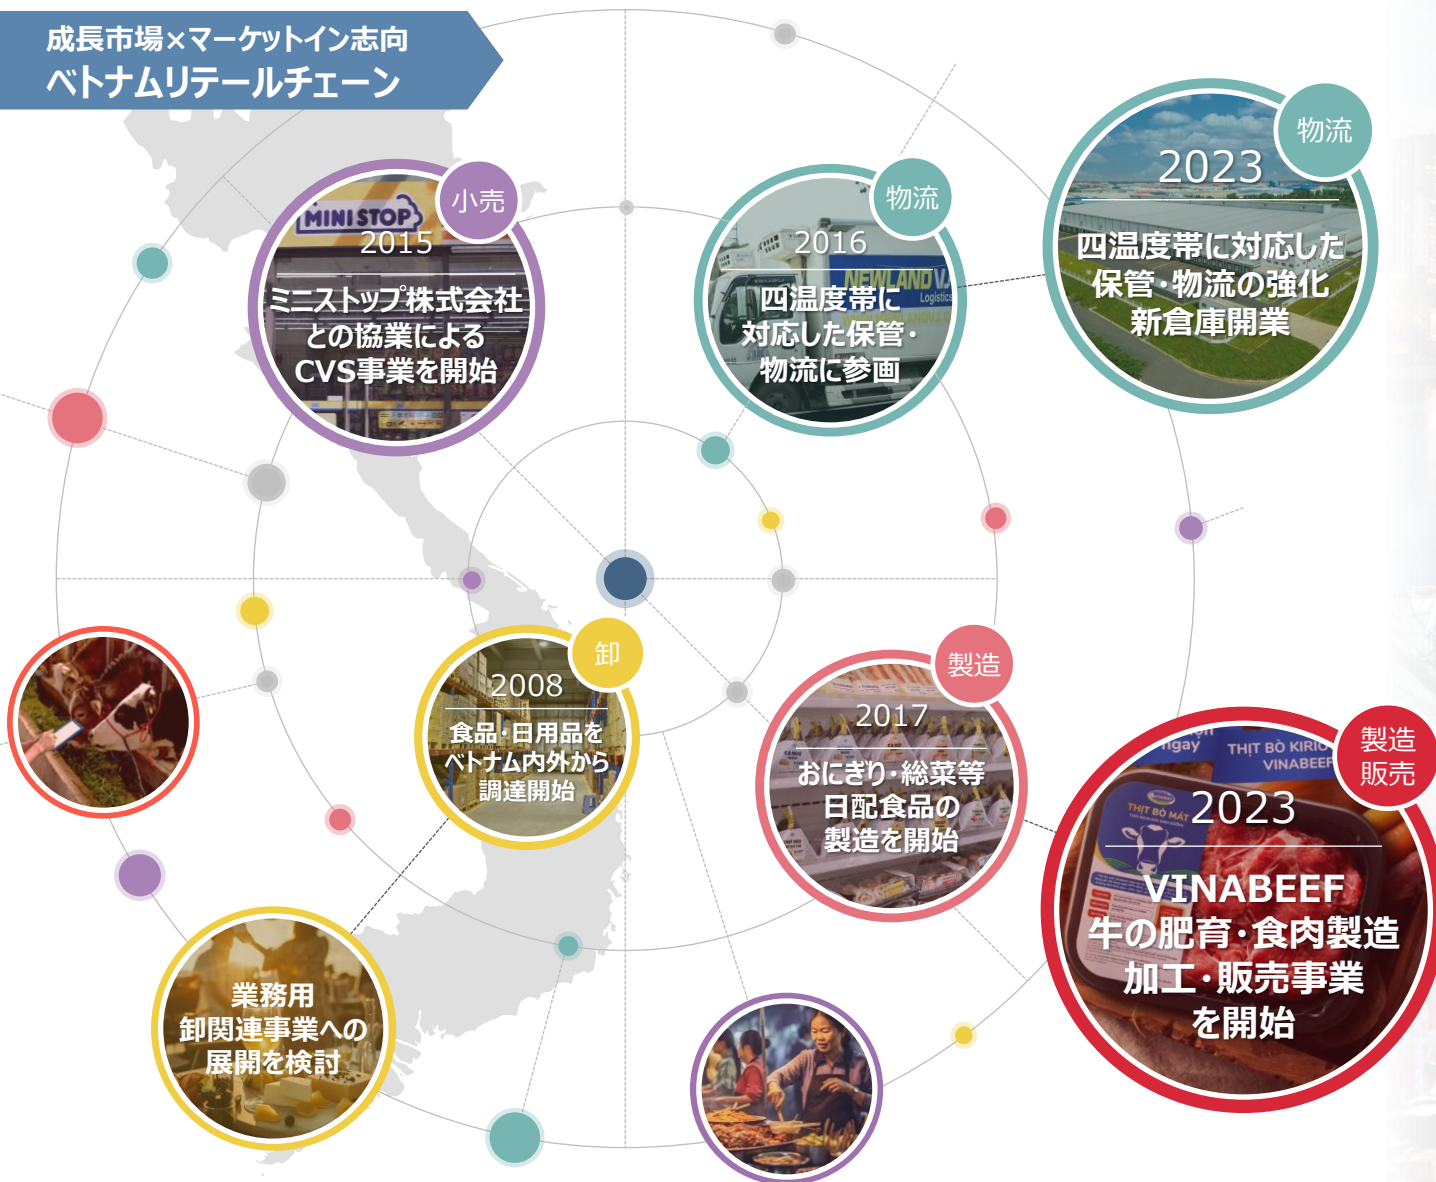 成長市場×マーケットイン志向
ベトナムリテールチェーン
小売
MINI STOP
2015
ミニストップ株式会社
との協業による
CVS事業を開始
物流
2016
NEWLAND V.J
Logistics
四温度帯に
対応した保管・
物流に参画
物流
2023
四温度帯に対応した
保管・物流の強化
新倉庫開業
卸
2008
食品・日用品を
ベトナム内外から
調達開始
製造
2017
おにぎり・総菜等
日配食品の
製造を開始
製造
販売
ngay
THỊT BÒ
VINABEEF
THỊT BÒ MÁT
2023
VINABEEF
牛の肥育・食肉製造
加工・販売事業
を開始
業務用
卸関連事業への
展開を検討